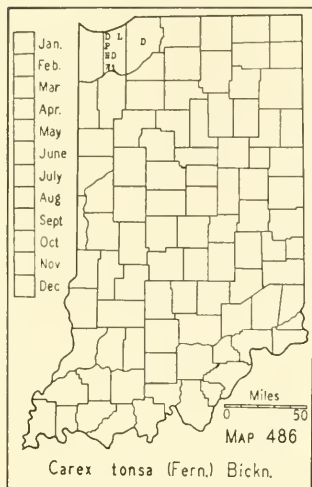 Jan.
Feb.
Mar
Apr.
May
June
July
Aug
Sept
Oct
Nov
Dec
D L D
P
N D
Miles
0 50
MAP 486
Carex tonsa (Fern.) Bickn.